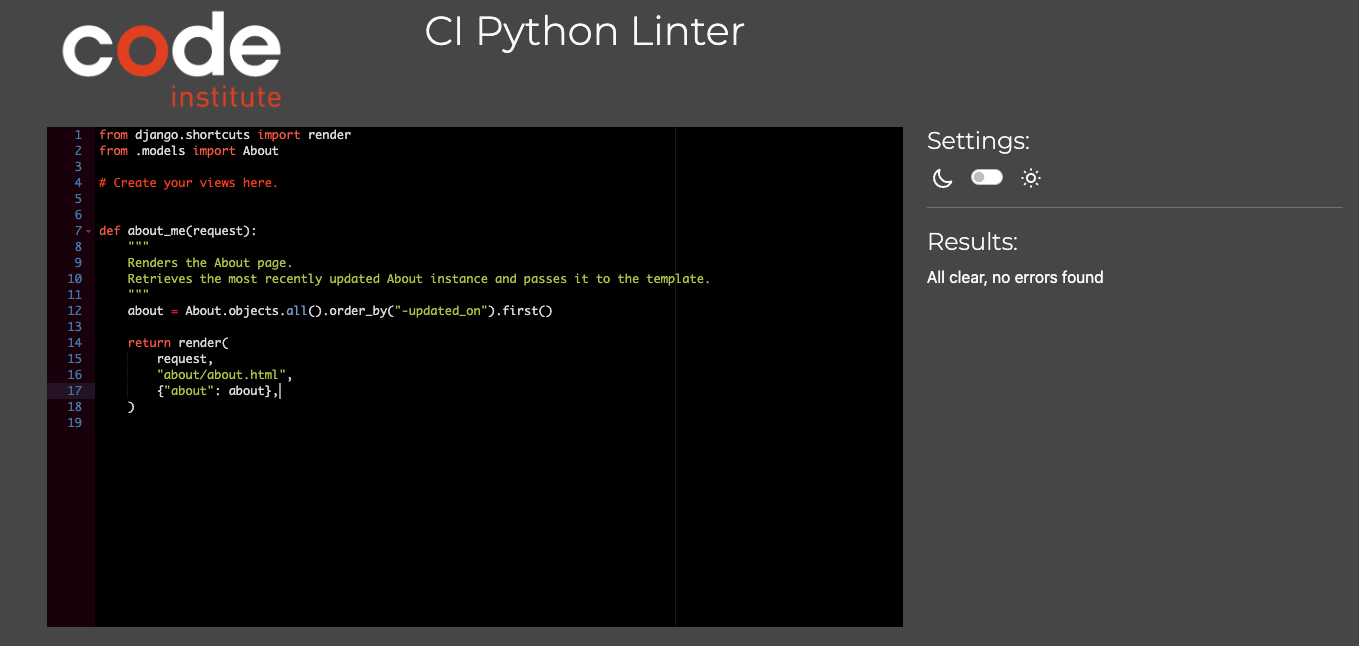 code
institute
CI Python Linter
1 from django.shortcuts import render
2 from .models import About
3
4 # Create your views here.
5
6
7 def about_me(request):
8     """
9     Renders the About page.
10     Retrieves the most recently updated About instance and passes it to the template.
11     """
12     about = About.objects.all().order_by("-updated_on").first()
13
14     return render(
15         request,
16         "about/about.html",
17         {"about": about},
18     )
19
Settings:
Results:
All clear, no errors found